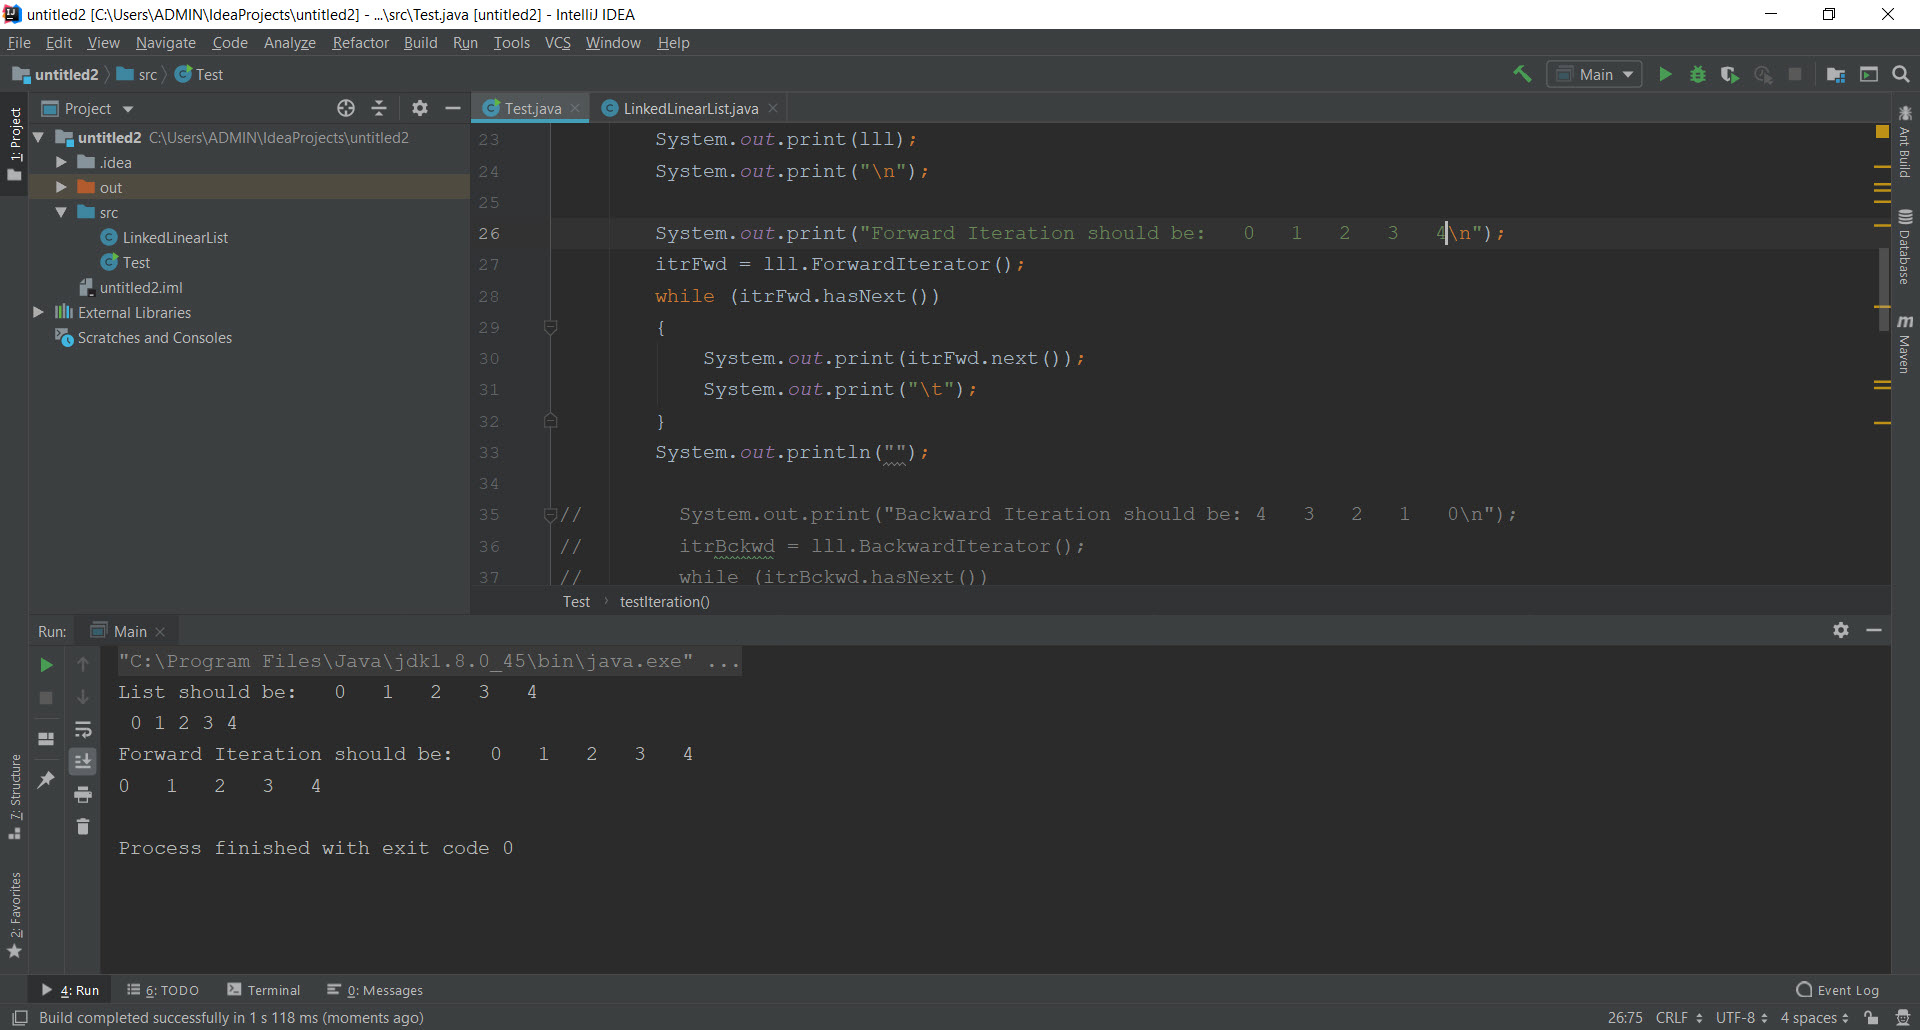 untitled2 [C:\Users\ADMIN\IdeaProjects\untitled2] - ...\src\Test.java [untitled2] - IntelliJ IDEA
File Edit View Navigate Code Analyze Refactor Build Run Tools VCS Window Help
untitled2 src Test
Main
1: Project
Project
untitled2 C:\Users\ADMIN\IdeaProjects\untitled2
.idea
out
src
LinkedLinearList
Test
untitled2.iml
External Libraries
Scratches and Consoles
Test.java LinkedLinearList.java
23 System.out.print(lll);
24 System.out.print("\n");
25
26 System.out.print("Forward Iteration should be:   0   1   2   3   4\n");
27 itrFwd = lll.ForwardIterator();
28 while (itrFwd.hasNext())
29 {
30 System.out.print(itrFwd.next());
31 System.out.print("\t");
32 }
33 System.out.println("");
34
35 // System.out.print("Backward Iteration should be: 4   3   2   1   0\n");
36 // itrBckwd = lll.BackwardIterator();
37 // while (itrBckwd.hasNext())
Test testIteration()
Ant Build
Database
Maven
Run: Main
"C:\Program Files\Java\jdk1.8.0_45\bin\java.exe" ...
List should be:   0   1   2   3   4
0 1 2 3 4
Forward Iteration should be:   0   1   2   3   4
0   1   2   3   4
Process finished with exit code 0
7: Structure
2: Favorites
4: Run 6: TODO Terminal 0: Messages Event Log
Build completed successfully in 1 s 118 ms (moments ago) 26:75 CRLF UTF-8 4 spaces